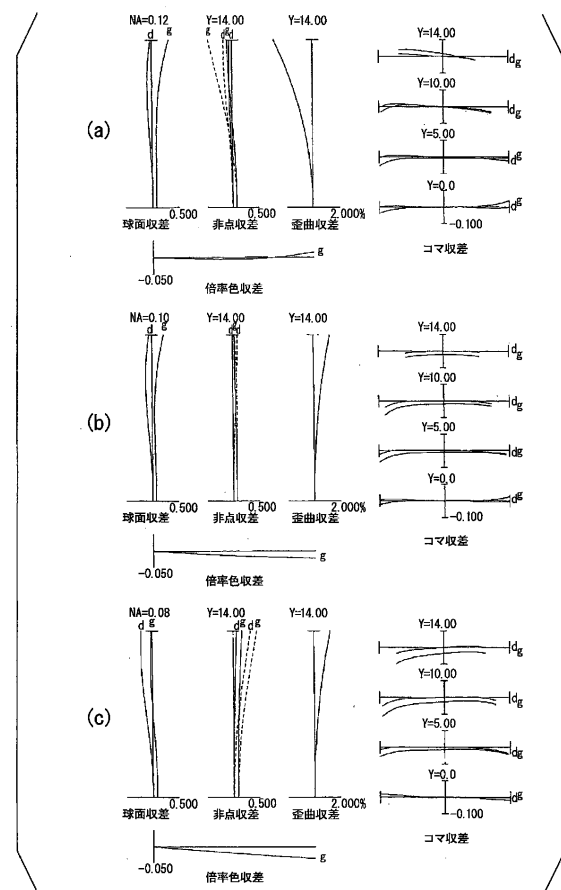 (a)
NA=0.12
d g
0.500
球面収差
Y=14.00
g d g d
0.500
非点収差
Y=14.00
2.000%
歪曲収差
-0.050
g
倍率色収差
Y=14.00
d g
Y=10.00
d g
Y=5.00
d g
Y=0.0
d g
-0.100
コマ収差
(b)
NA=0.10
d g
0.500
球面収差
Y=14.00
d g d
0.500
非点収差
Y=14.00
2.000%
歪曲収差
-0.050
g
倍率色収差
Y=14.00
d g
Y=10.00
d g
Y=5.00
d g
Y=0.0
d g
-0.100
コマ収差
(c)
NA=0.08
d g
0.500
球面収差
Y=14.00
d g d g
0.500
非点収差
Y=14.00
2.000%
歪曲収差
-0.050
g
倍率色収差
Y=14.00
d g
Y=10.00
d g
Y=5.00
d g
Y=0.0
d g
-0.100
コマ収差